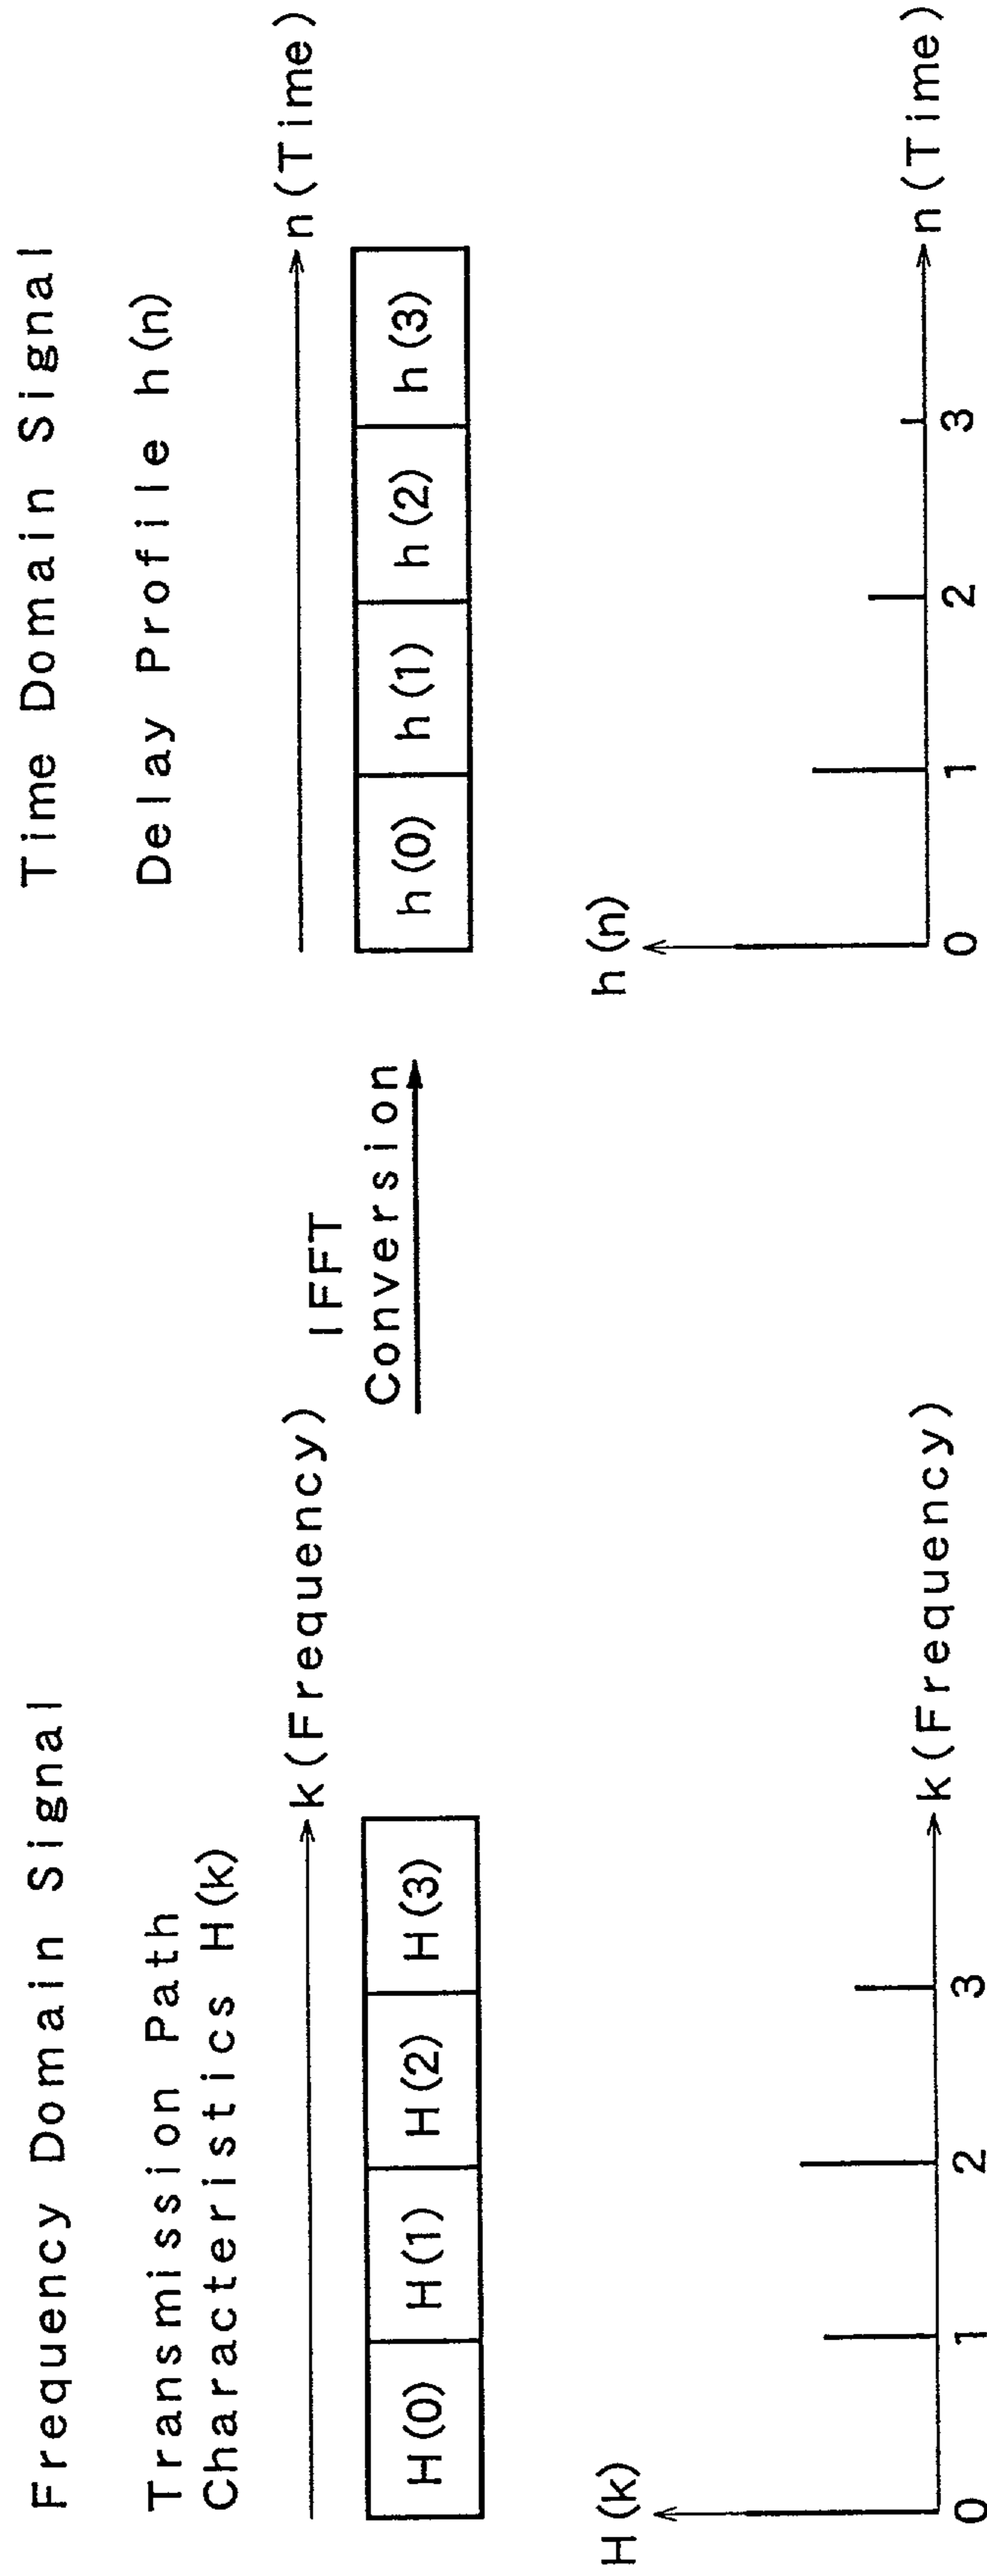 Frequency Domain Signal
Transmission Path
Characteristics H(k)
k(Frequency)
H(0) H(1) H(2) H(3)
H(k)
0 1 2 3
k(Frequency)
IFFT
Conversion
Time Domain Signal
Delay Profile h(n)
n(Time)
h(0) h(1) h(2) h(3)
h(n)
0 1 2 3
n(Time)